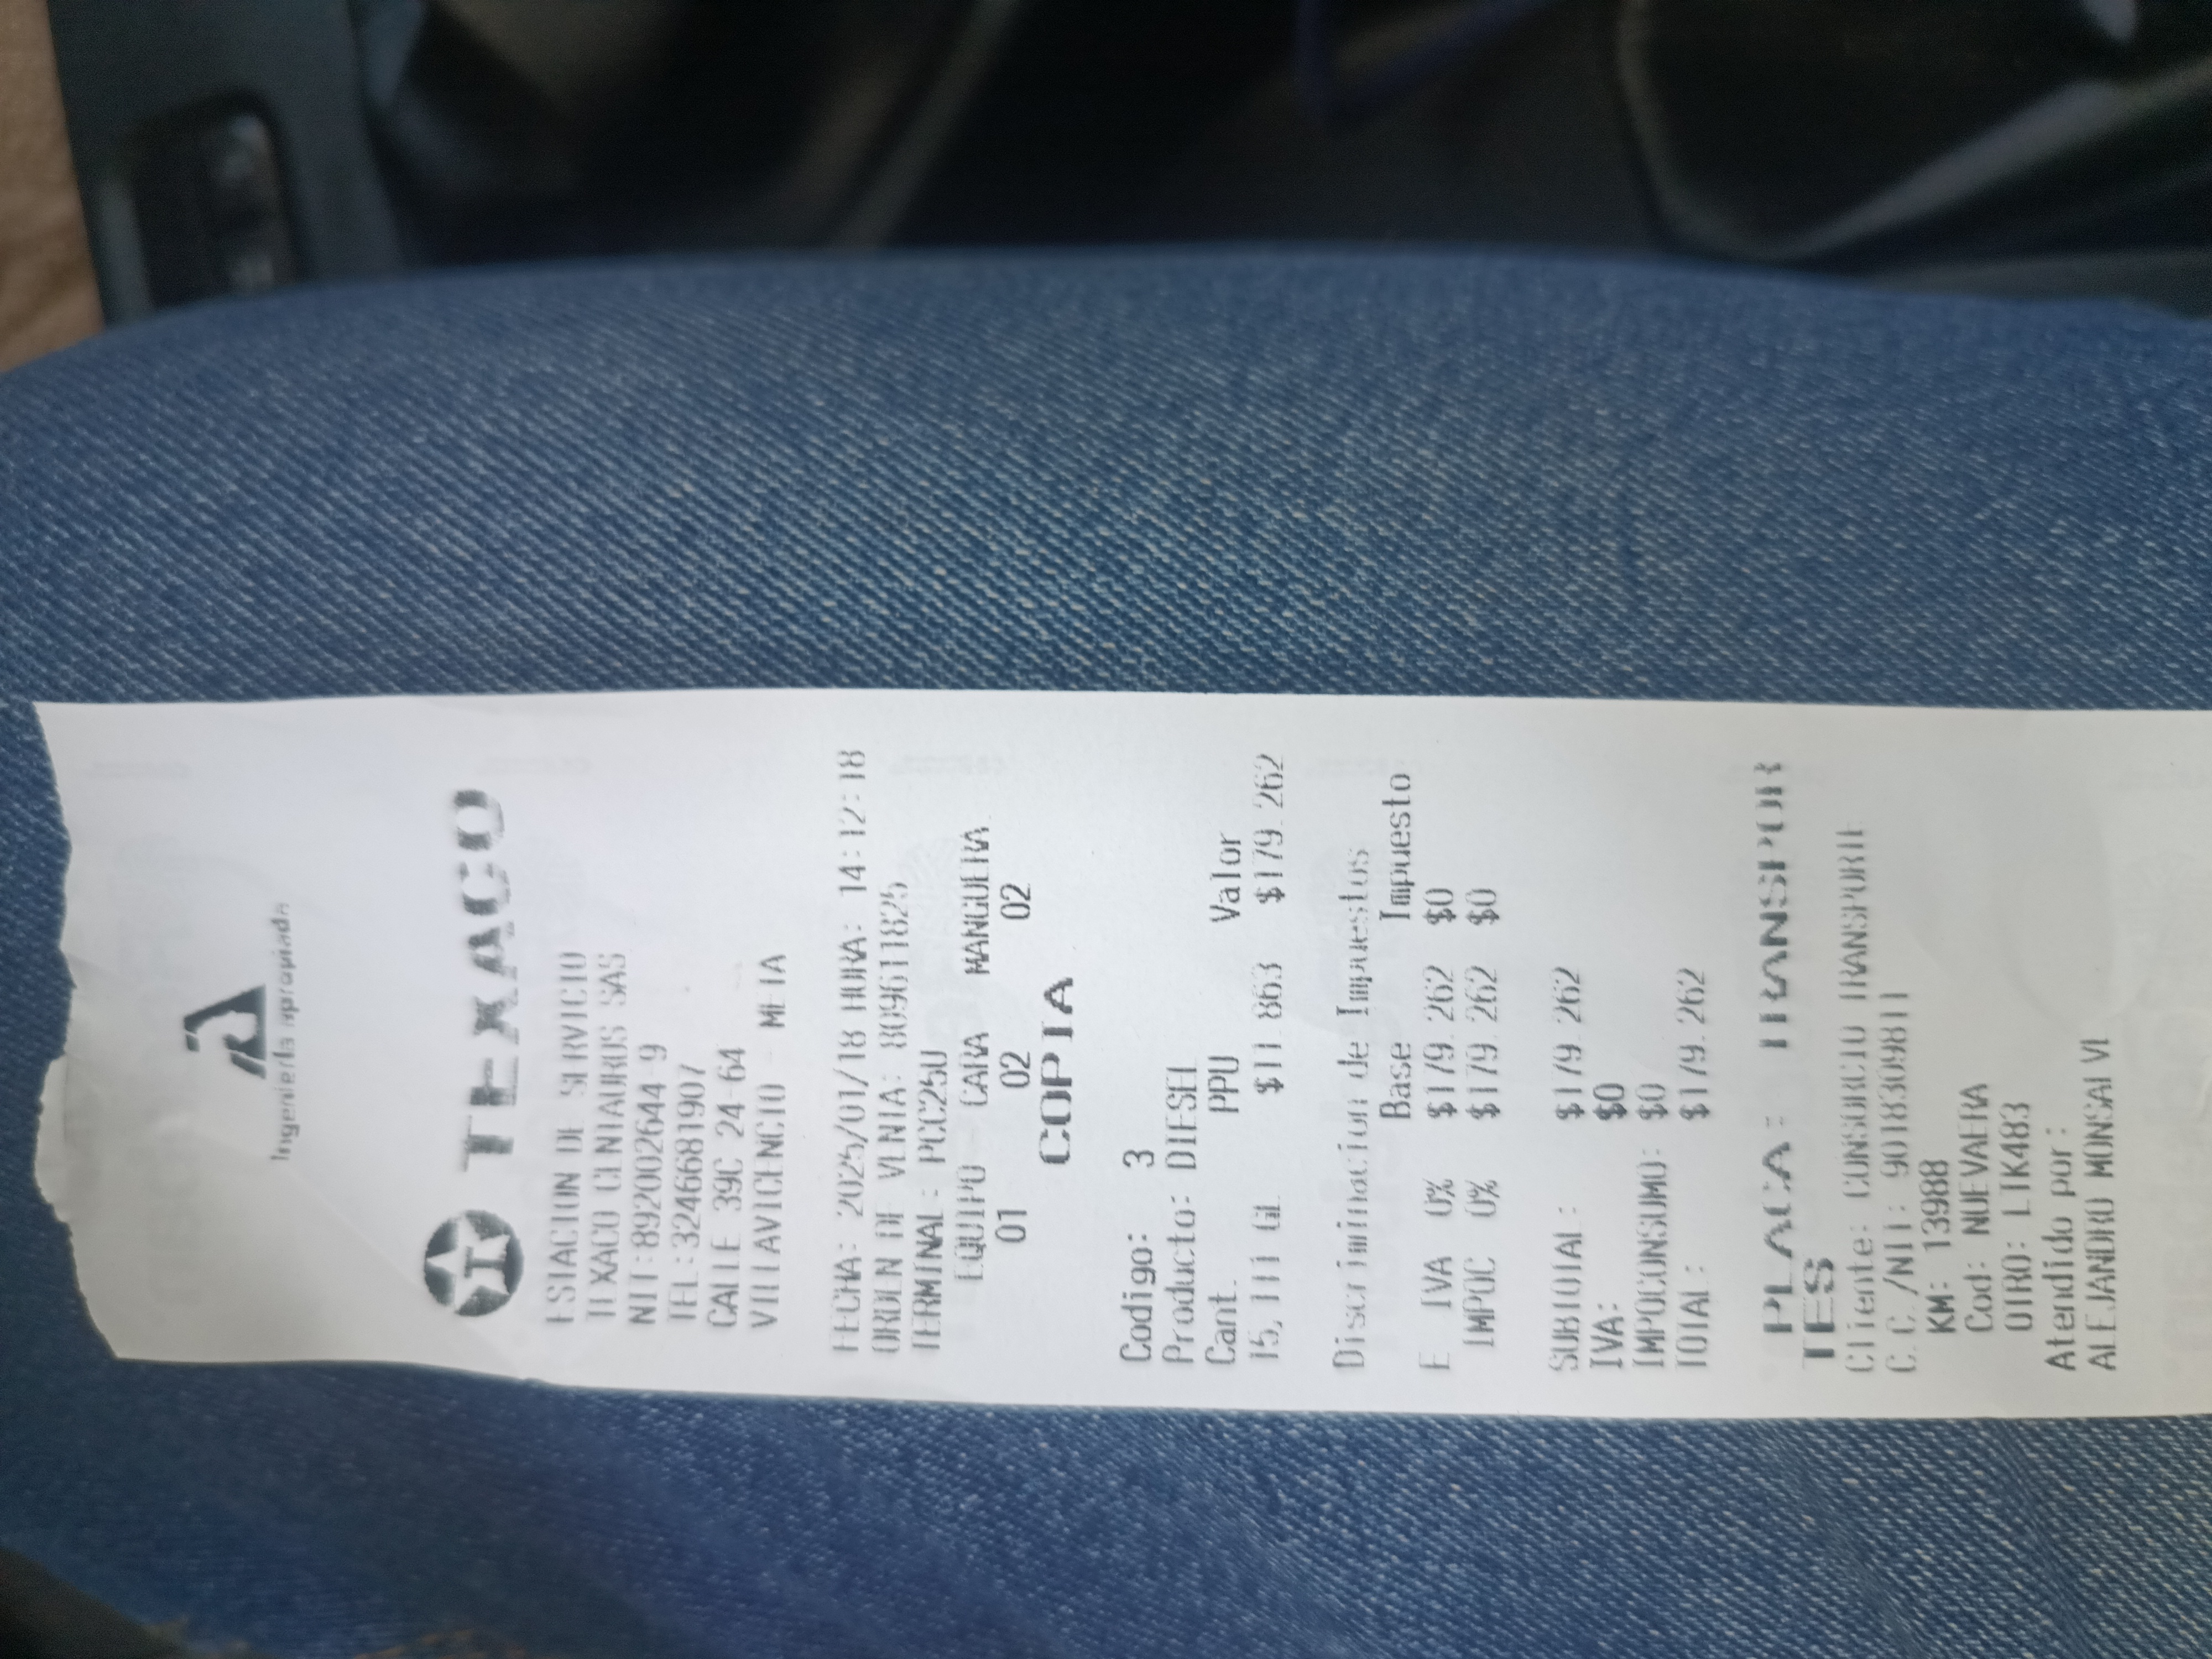 Ingeniería apropiada
TEXACO
ESTACION DE SERVICIO
TEXACO CENTAUROS SAS
NIT:892002644-9
TEL:3246681907
CALLE 39C 24-64
VILLAVICENCIO - META
FECHA: 2025/01/18 HORA: 14:12:18
ORDEN DE VENTA: 809611825
TERMINAL: PCC25U
EQUIPO CARA MANGUERA
01 02 02
COPIA
Codigo: 3
Producto: DIESEL
Cant. PPU Valor
15,111 GL $11.863 $179.262
Discriminacion de Impuestos
Base Impuesto
E IVA 0% $179.262 $0
IMPOC 0% $179.262 $0
SUBTOTAL: $179.262
IVA: $0
IMPOCONSUMO: $0
TOTAL: $179.262
PLACA: TRANSPOR
TES
Cliente: CONSORCIO TRANSPORTE
C.C./NIT: 901830981
KM: 13988
Cod: NUEVAERA
OTRO: LTK483
Atendido por:
ALEJANDRO MONSALVE